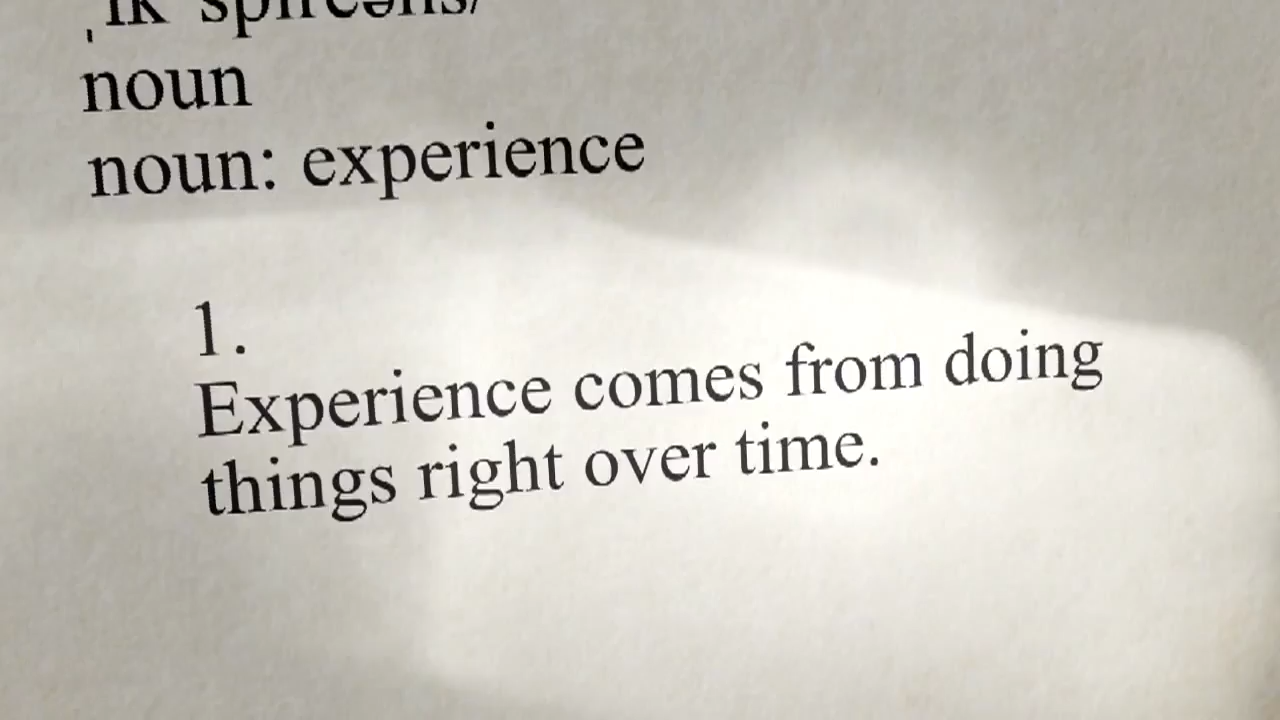 noun
noun: experience
1.
Experience comes from doing
things right over time.